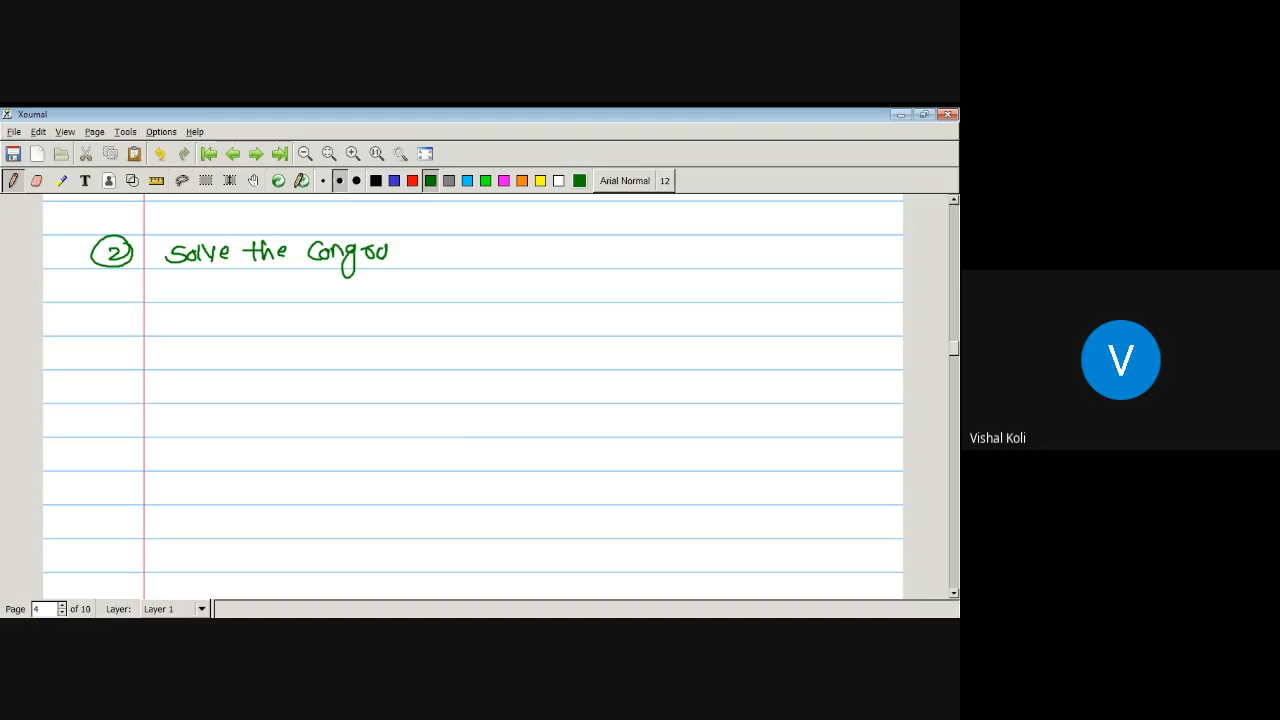 Xournal
File Edit View Page Tools Options Help
T Arial Normal 12
2 Solve the Congru
V
Vishal Koli
Page 4 of 10 Layer: Layer 1